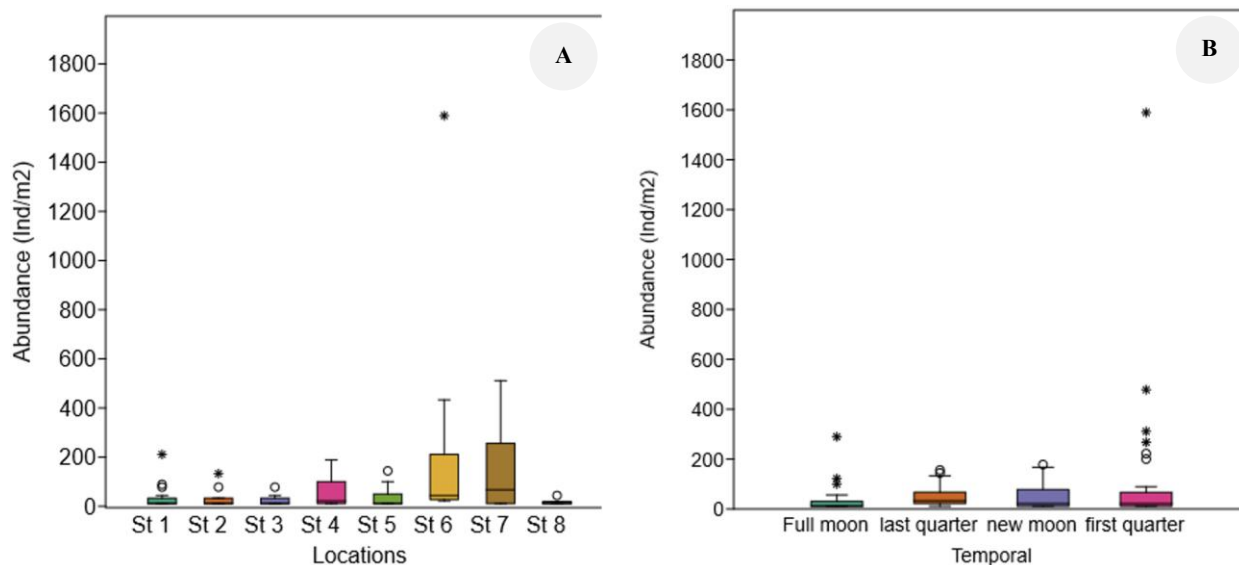 A
Abundance (Ind/m2)
1800
1600
1400
1200
1000
800
600
400
200
0
St 1 St 2 St 3 St 4 St 5 St 6 St 7 St 8
Locations
B
Abundance (Ind/m2)
1800
1600
1400
1200
1000
800
600
400
200
0
Full moon last quarter new moon first quarter
Temporal